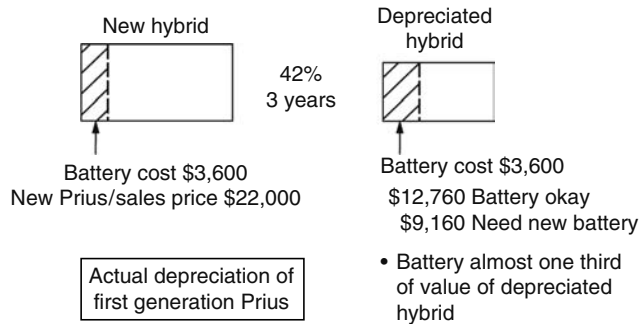 New hybrid
Depreciated
hybrid
42%
3 years
Battery cost $3,600
New Prius/sales price $22,000
Battery cost $3,600
$12,760 Battery okay
$9,160 Need new battery
Actual depreciation of
first generation Prius
• Battery almost one third
of value of depreciated
hybrid